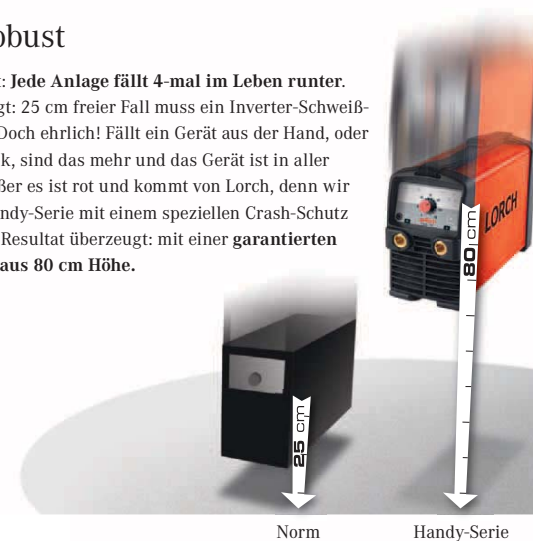 obust
t: Jede Anlage fällt 4-mal im Leben runter.
gt: 25 cm freier Fall muss ein Inverter-Schweiß-
Doch ehrlich! Fällt ein Gerät aus der Hand, oder
k, sind das mehr und das Gerät ist in aller
ßer es ist rot und kommt von Lorch, denn wir
ndy-Serie mit einem speziellen Crash-Schutz
Resultat überzeugt: mit einer garantierten
aus 80 cm Höhe.
LORCH
80 cm
25 cm
Norm
Handy-Serie